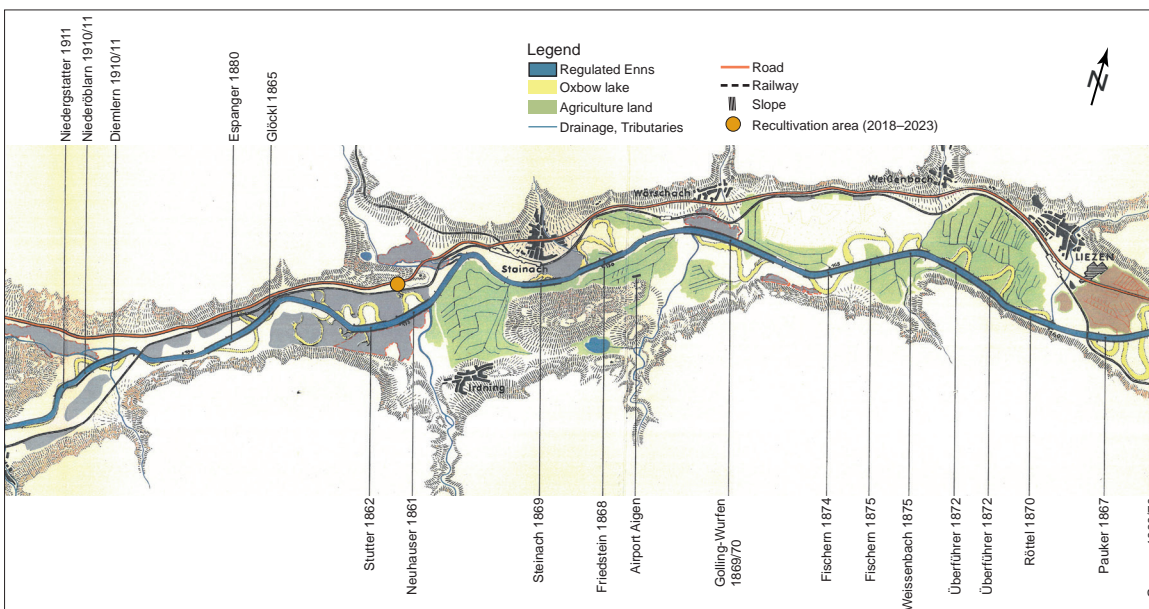 Niedergstatter 1911
Niederöblarn 1910/11
Diemlern 1910/11
Espanger 1880
Glöckl 1865
Legend
Regulated Enns
Oxbow lake
Agriculture land
Drainage, Tributaries
Road
Railway
Slope
Recultivation area (2018–2023)
N
Wörschach
Weißenbach
Stainach
LIEZEN
Irdning
Stutter 1862
Neuhauser 1861
Steinach 1869
Friedstein 1868
Airport Aigen
Golling-Wurfen
1869/70
Fischern 1874
Fischern 1875
Weissenbach 1875
Überführer 1872
Überführer 1872
Röttel 1870
Pauker 1867